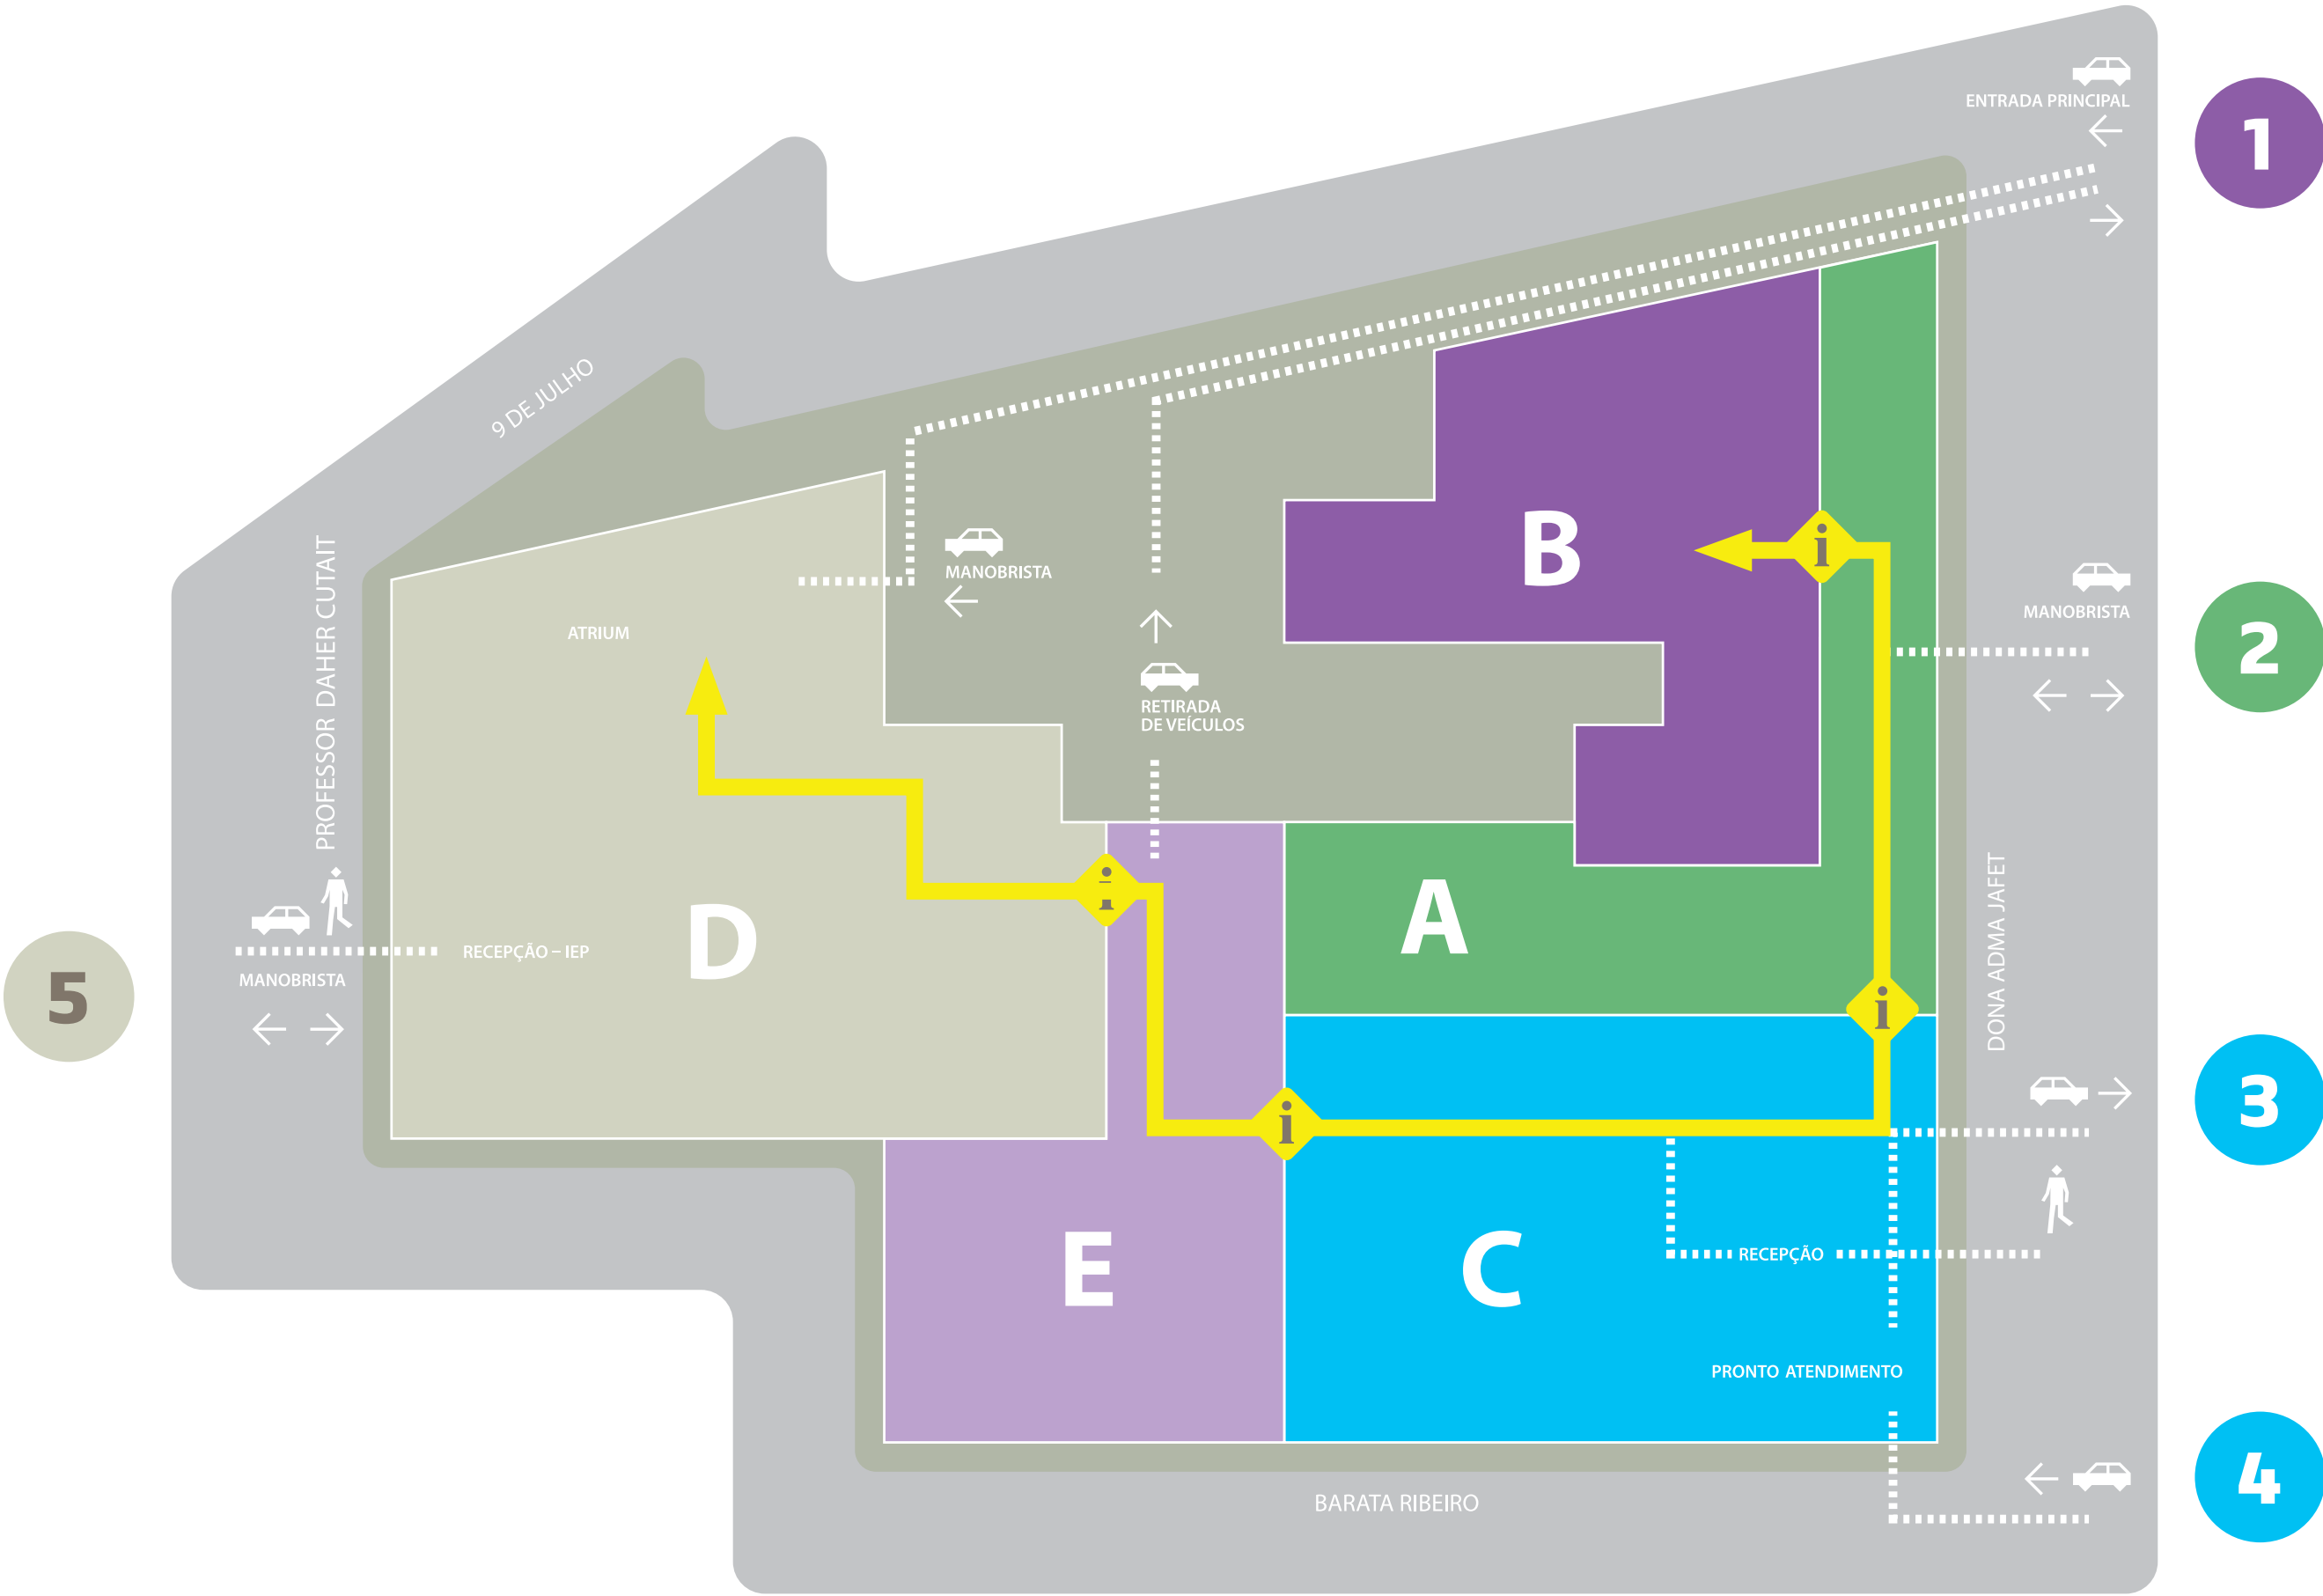 ENTRADA PRINCIPAL
1
9 DE JULHO
B
MANOBRISTA
MANOBRISTA
2
ATRIUM
PROFESSOR DAHER CUTAIT
RETIRADA
DE VEÍCULOS
i
i
A
D
RECEPÇÃO – IEP
MANOBRISTA
5
DONA ADMA JAFET
i
i
3
E
C
RECEPÇÃO
PRONTO ATENDIMENTO
4
BARATA RIBEIRO